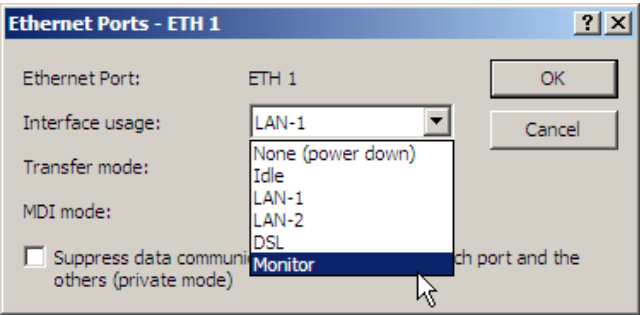 Ethernet Ports - ETH 1
Ethernet Port: ETH 1 OK
Interface usage: LAN-1 Cancel
None (power down)
Transfer mode:
Idle
LAN-1
MDI mode:
LAN-2
DSL
Suppress data ch port and the
Monitor
others (private mode)